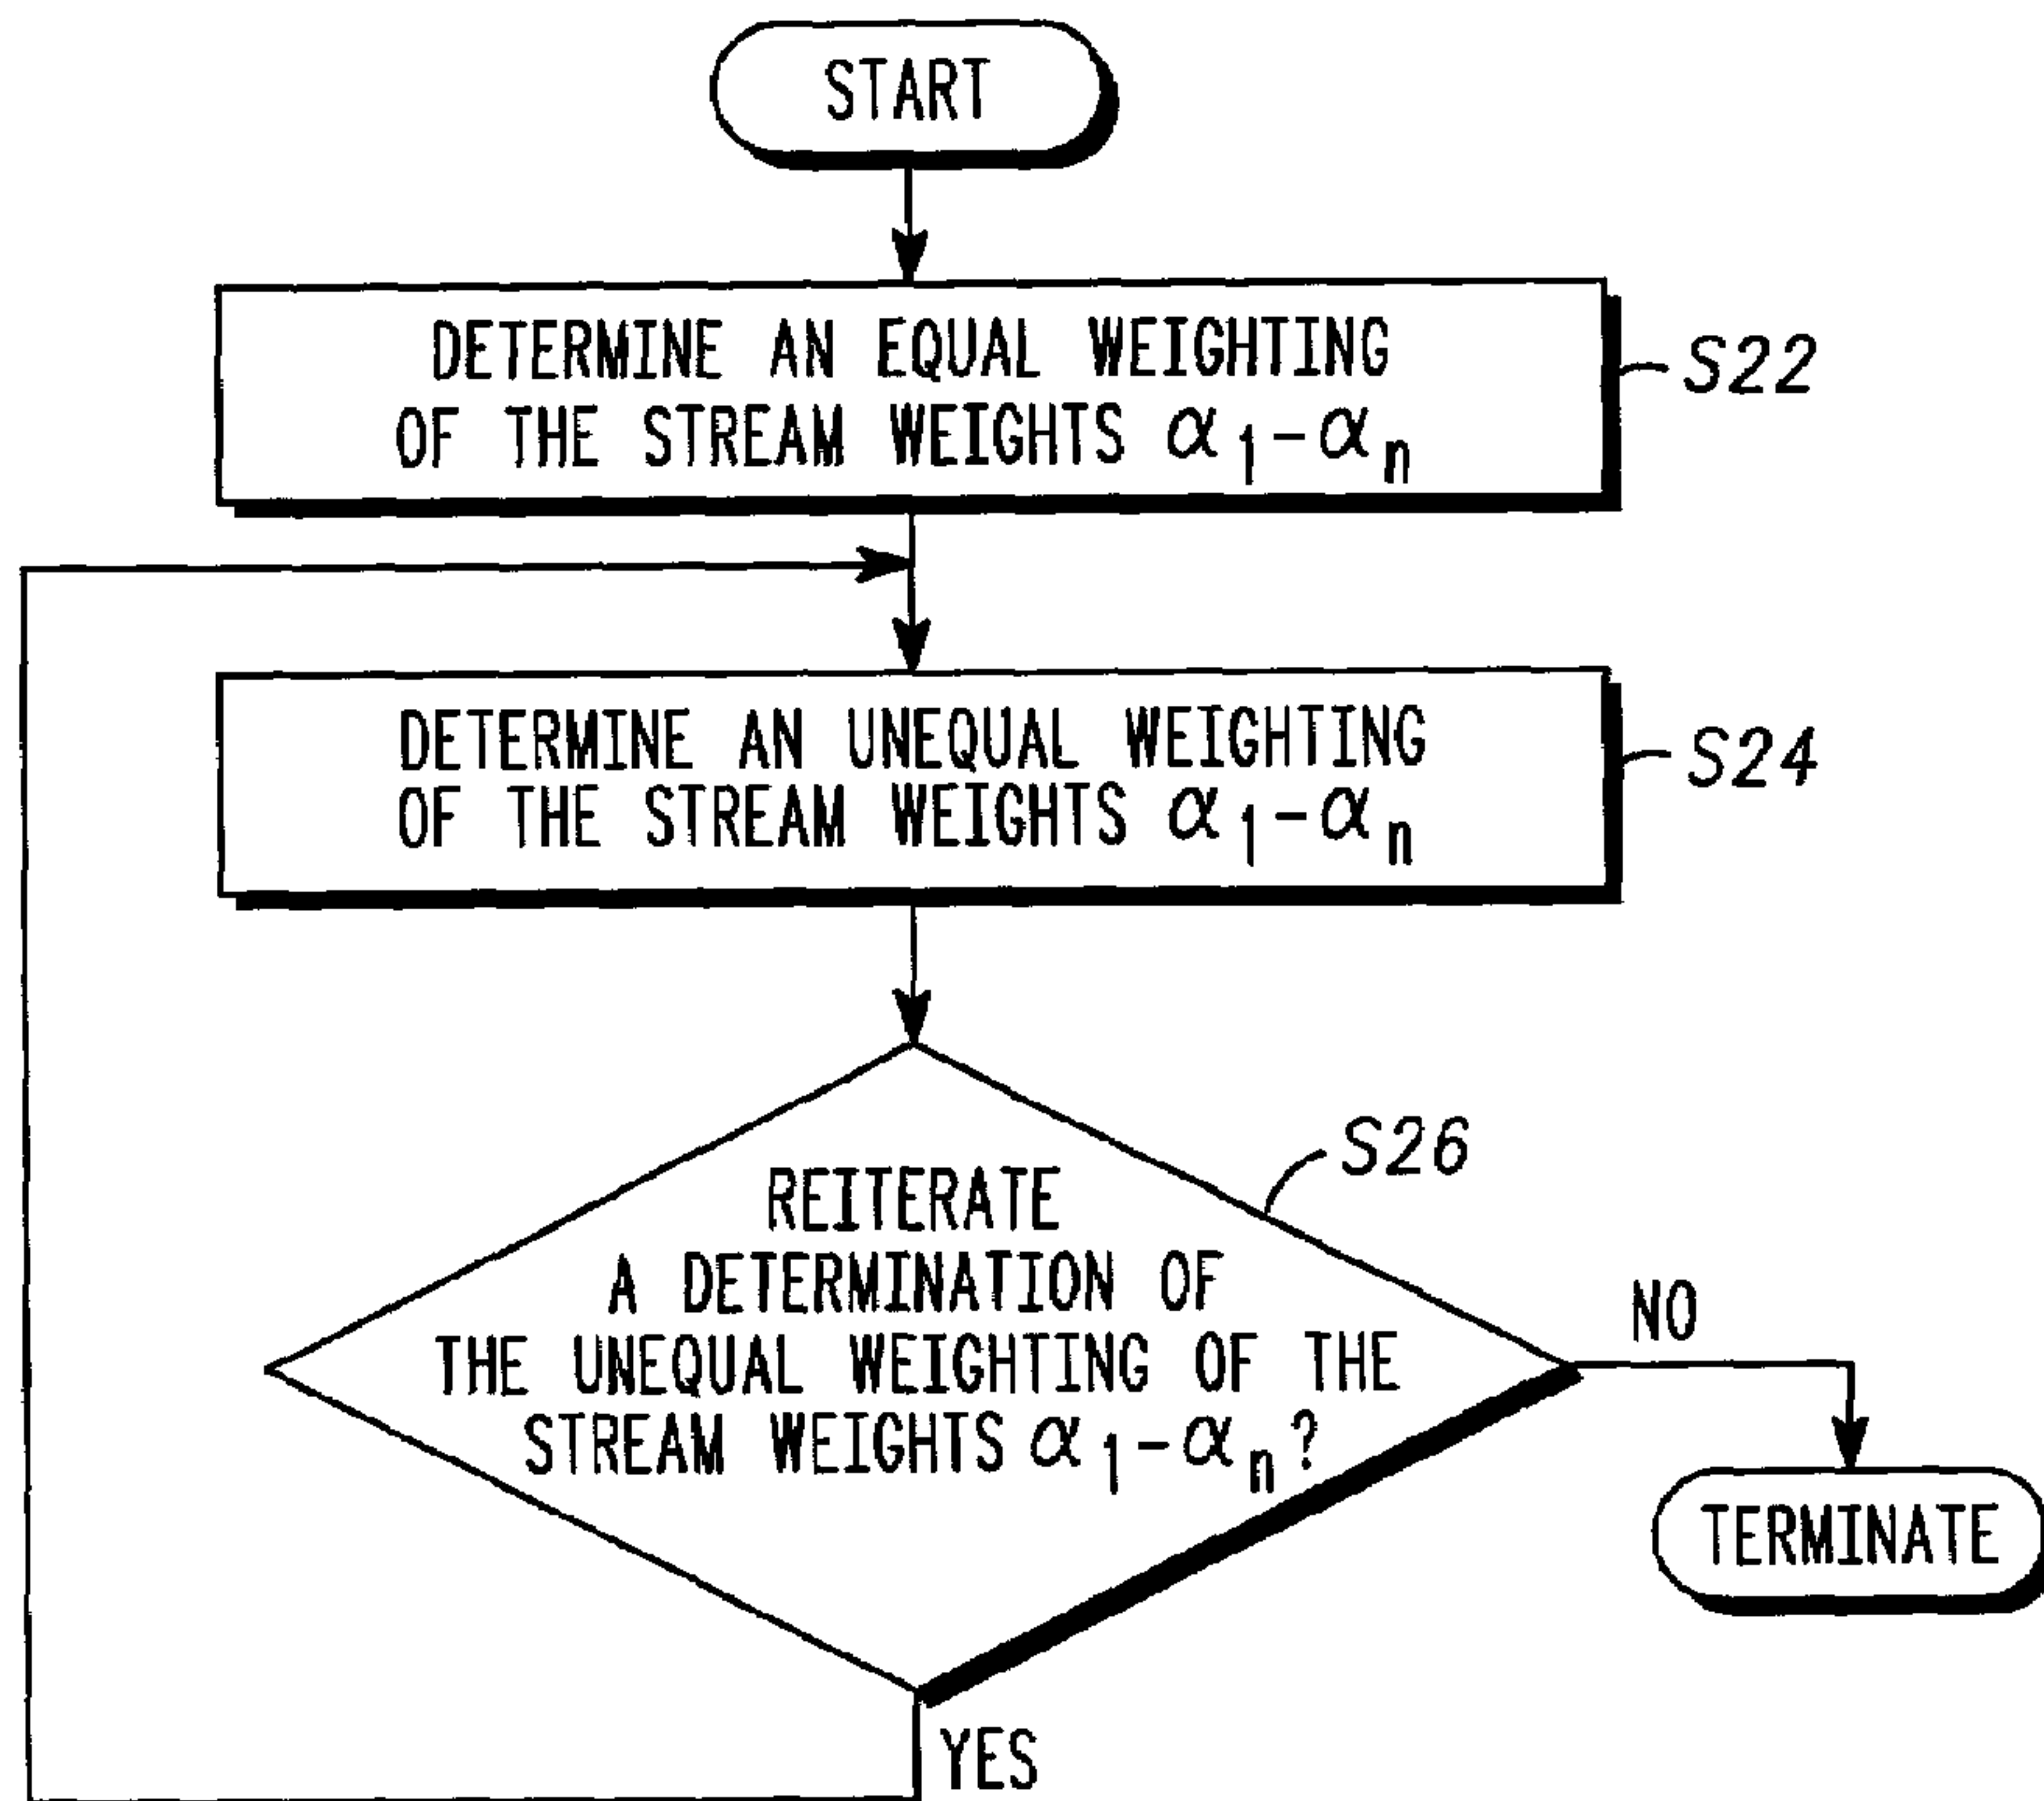 START
DETERMINE AN EQUAL WEIGHTING
OF THE STREAM WEIGHTS α1-αn
S22
DETERMINE AN UNEQUAL WEIGHTING
OF THE STREAM WEIGHTS α1-αn
S24
S26
REITERATE
A DETERMINATION OF
THE UNEQUAL WEIGHTING OF THE
STREAM WEIGHTS α1-αn?
NO
TERMINATE
YES